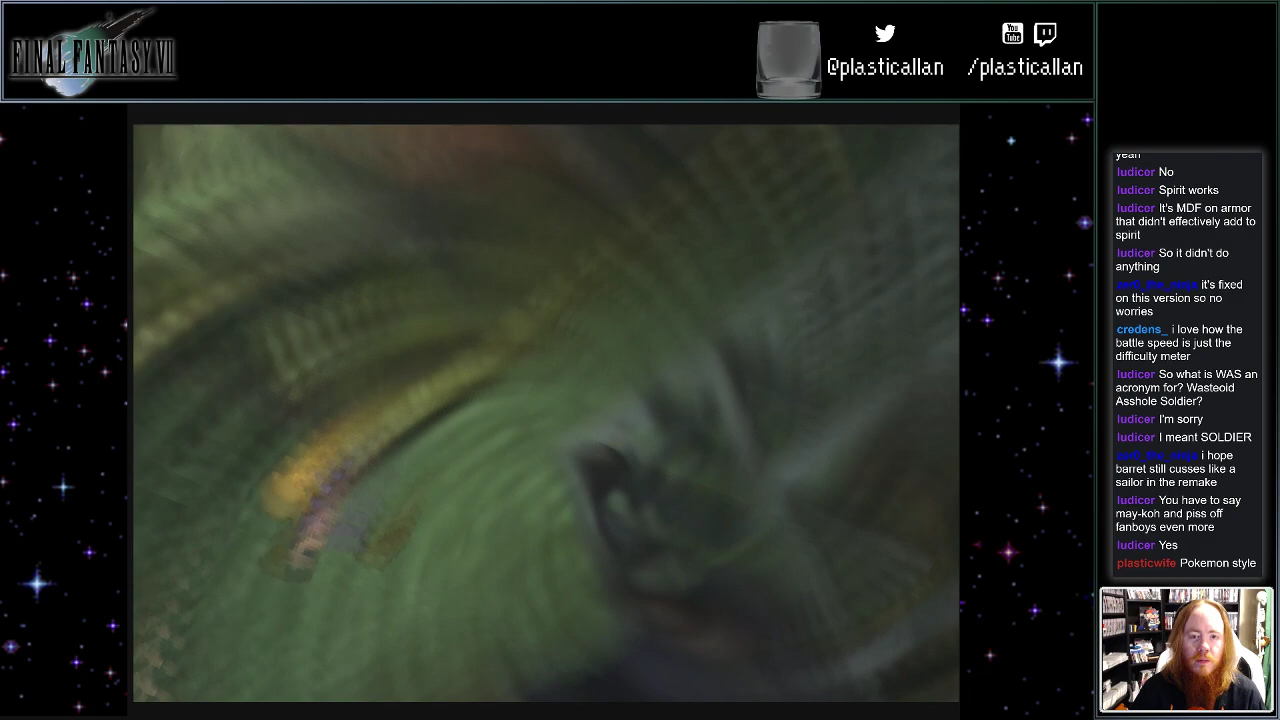 FINAL FANTASY VII
@plasticallan
You Tube
/plasticallan
yeah
ludicer No
ludicer Spirit works
ludicer It's MDF on armor
that didn't effectively add to
spirit
ludicer So it didn't do
anything
it's fixed
on this version so no
worries
credens_ i love how the
battle speed is just the
difficulty meter
ludicer So what is WAS an
acronym for? Wasteoid
Asshole Soldier?
ludicer I'm sorry
ludicer I meant SOLDIER
i hope
barret still cusses like a
sailor in the remake
ludicer You have to say
may-koh and piss off
fanboys even more
ludicer Yes
plasticwife Pokemon style